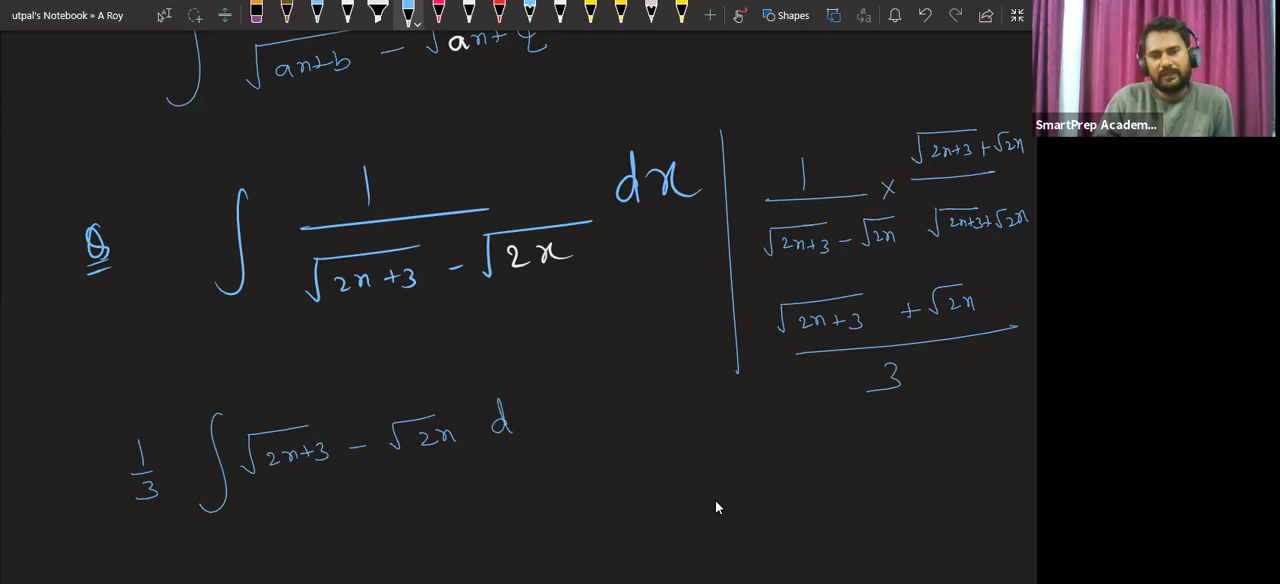 utpal's Notebook » A Roy
Shapes
SmartPrep Academ...
∫ √(an+b) - √(an+
Q ∫ 1/(√(2n+3) - √(2x)) dx
1/(√(2n+3) - √(2n)) × (√(2n+3) + √(2n))/(√(2n+3) + √(2x))
(√(2n+3) + √(2n))/3
1/3 ∫ √(2n+3) - √(2n) d